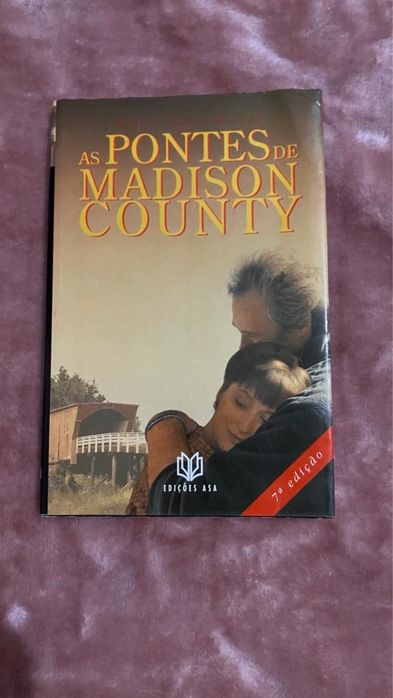 AS PONTES DE
MADISON
COUNTY
EDIÇÕES ASA
7ª edição